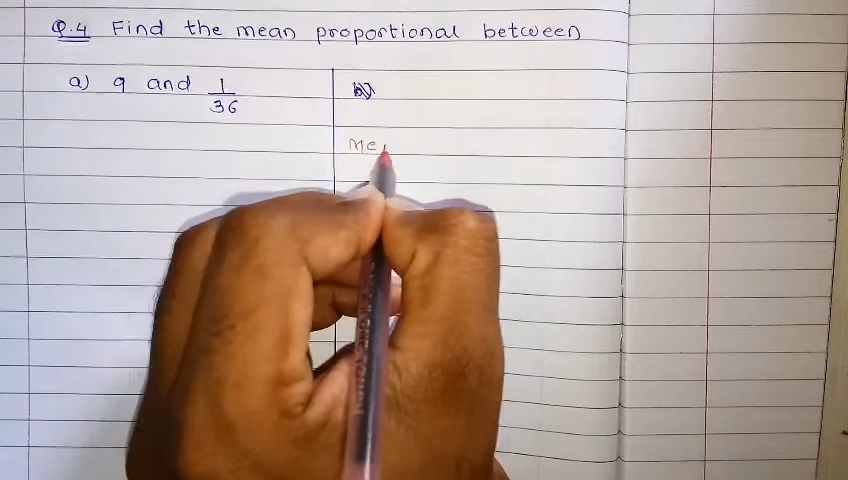 Q.4 Find the mean proportional between
a) 9 and 1/36
Me